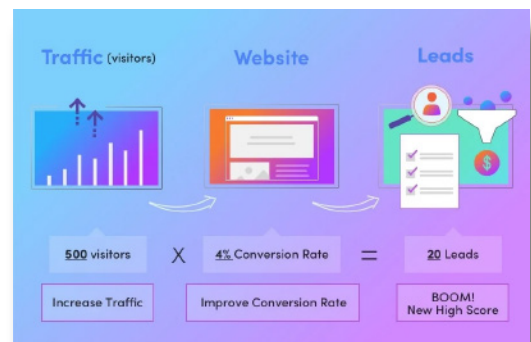 Traffic (visitors)
Website
Leads
$
500 visitors
X
4% Conversion Rate
=
20 Leads
Increase Traffic
Improve Conversion Rate
BOOM!
New High Score